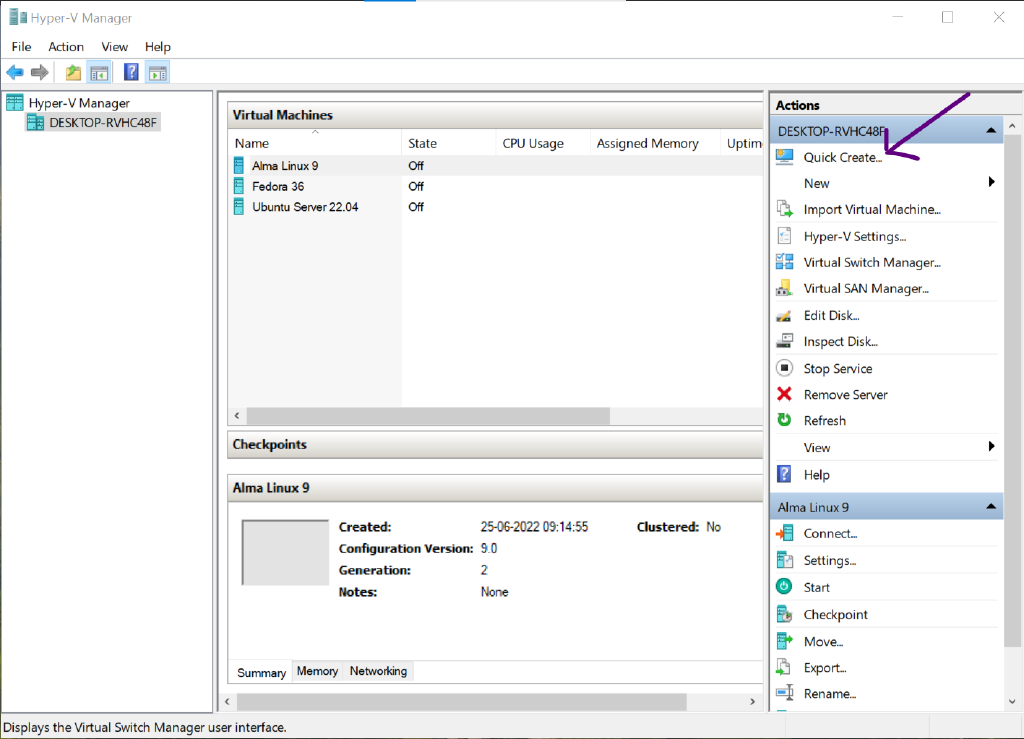 Hyper-V Manager
File Action View Help
Hyper-V Manager
DESKTOP-RVHC48F
Virtual Machines
Name State CPU Usage Assigned Memory Uptim
Alma Linux 9 Off
Fedora 36 Off
Ubuntu Server 22.04 Off
Checkpoints
Alma Linux 9
Created: 25-06-2022 09:14:55 Clustered: No
Configuration Version: 9.0
Generation: 2
Notes: None
Summary Memory Networking
Actions
DESKTOP-RVHC48F
Quick Create...
New
Import Virtual Machine...
Hyper-V Settings...
Virtual Switch Manager...
Virtual SAN Manager...
Edit Disk...
Inspect Disk...
Stop Service
Remove Server
Refresh
View
Help
Alma Linux 9
Connect...
Settings...
Start
Checkpoint
Move...
Export...
Rename...
Displays the Virtual Switch Manager user interface.